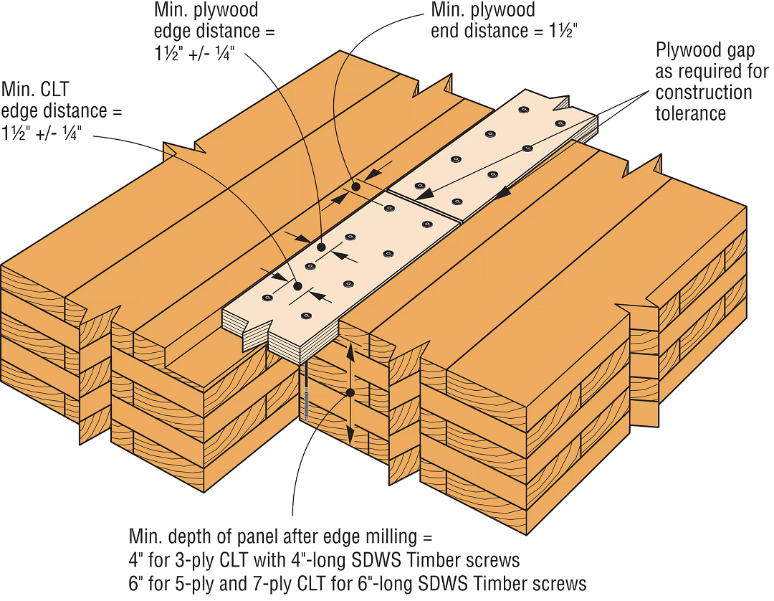 Min. plywood
edge distance =
1½" +/- ¼"
Min. plywood
end distance = 1½"
Plywood gap
as required for
construction
tolerance
Min. CLT
edge distance =
1½" +/- ¼"
Min. depth of panel after edge milling =
4" for 3-ply CLT with 4"-long SDWS Timber screws
6" for 5-ply and 7-ply CLT for 6"-long SDWS Timber screws